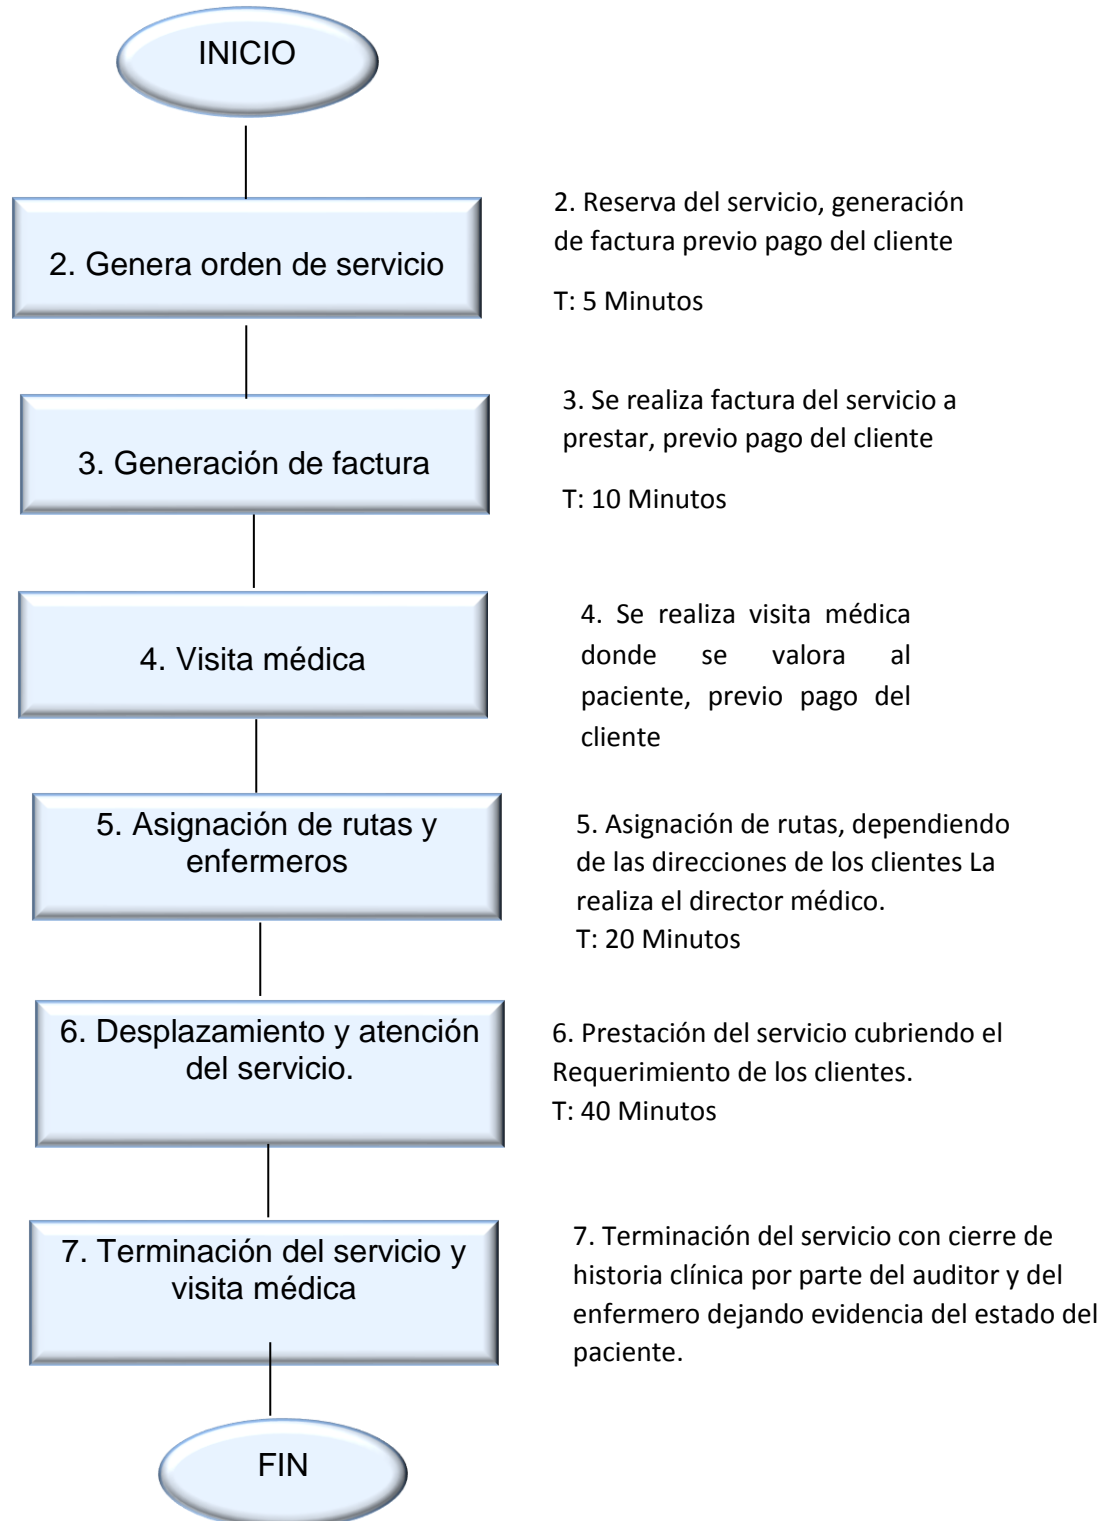 INICIO
2. Genera orden de servicio
2. Reserva del servicio, generación
de factura previo pago del cliente
T: 5 Minutos
3. Generación de factura
3. Se realiza factura del servicio a
prestar, previo pago del cliente
T: 10 Minutos
4. Visita médica
4. Se realiza visita médica
donde se valora al
paciente, previo pago del
cliente
5. Asignación de rutas y
enfermeros
5. Asignación de rutas, dependiendo
de las direcciones de los clientes La
realiza el director médico.
T: 20 Minutos
6. Desplazamiento y atención
del servicio.
6. Prestación del servicio cubriendo el
Requerimiento de los clientes.
T: 40 Minutos
7. Terminación del servicio y
visita médica
7. Terminación del servicio con cierre de
historia clínica por parte del auditor y del
enfermero dejando evidencia del estado del
paciente.
FIN